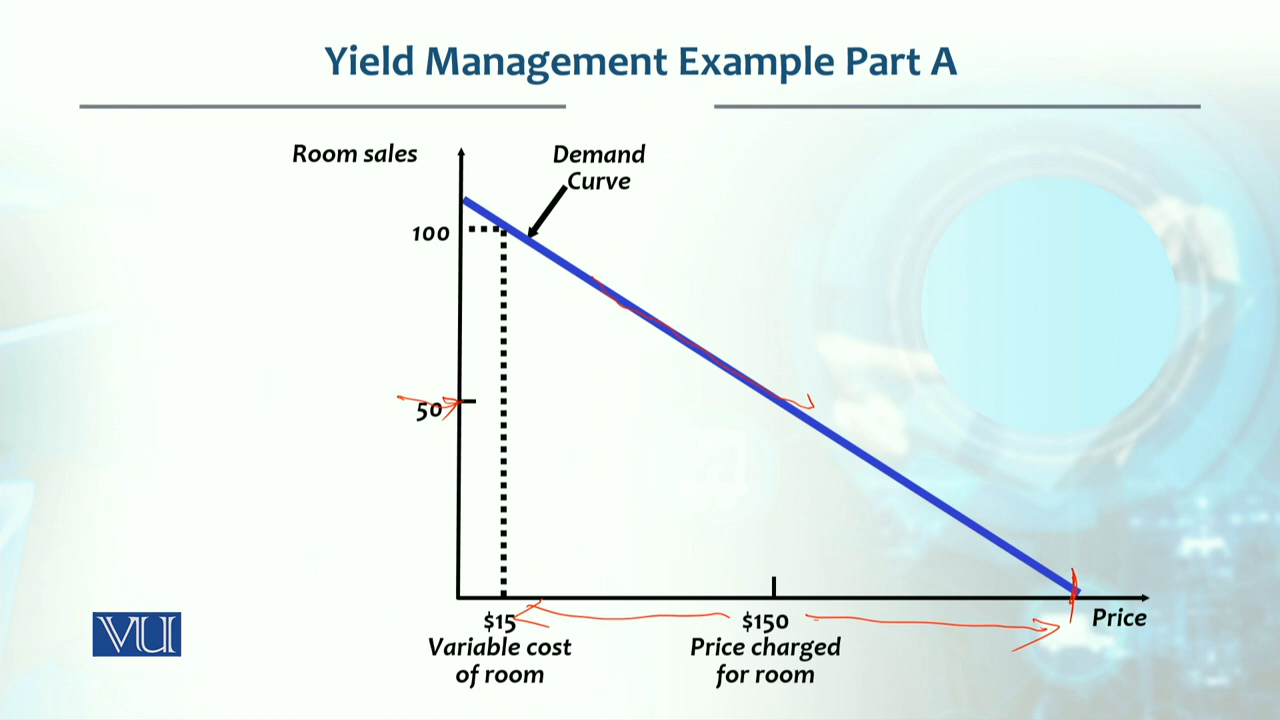 Yield Management Example Part A
Room sales
Demand
Curve
100
50
$15
Variable cost
of room
$150
Price charged
for room
Price
VU